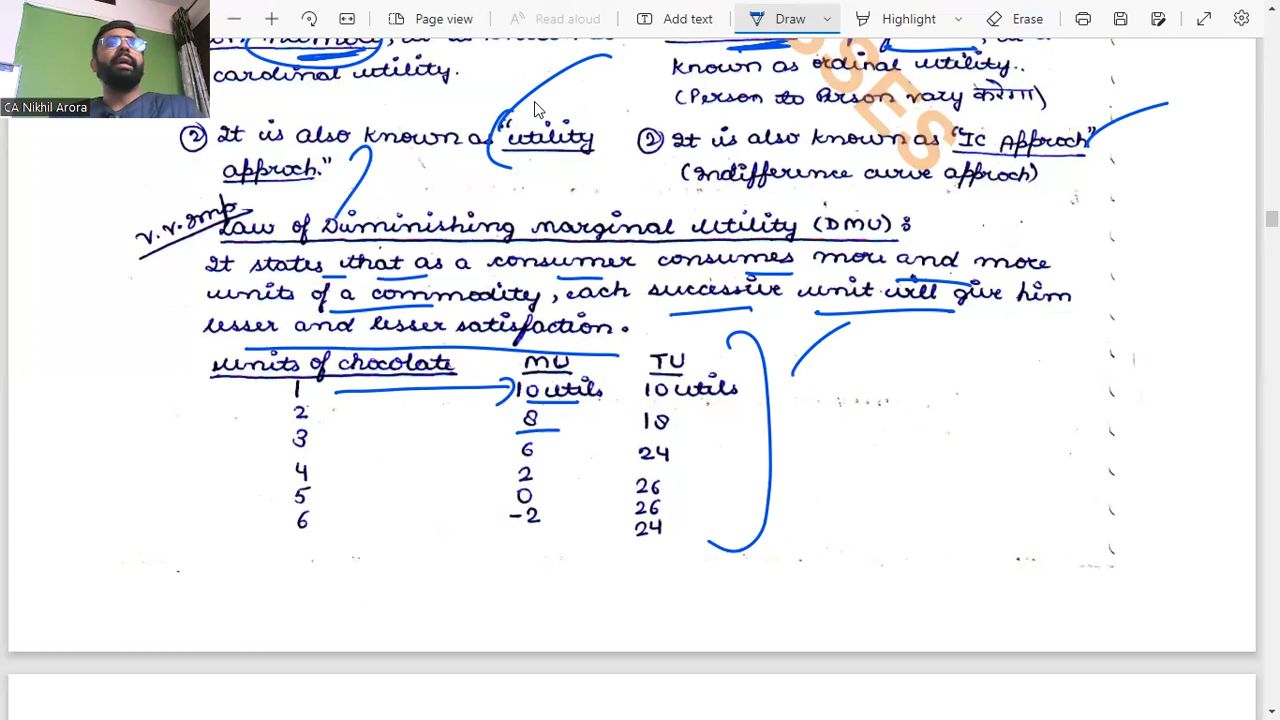 Page view
Read aloud
Add text
Draw
Highlight
Erase
CA Nikhil Arora
cardinal utility.
② It is also known as "utility
approch."
known as ordinal utility..
(Person to Person vary करेगा)
② It is also known as "IC Approch"
(Indifference curve approch)
SSES
V.V.Imp
Law of Diminishing marginal utility (DMU) :
It states that as a consumer consumes more and more
units of a commodity, each successive unit will give him
lesser and lesser satisfaction.
units of chocolate MU TU
1 10 utils 10 utils
2 8 18
3 6 24
4 2 26
5 0 26
6 -2 24